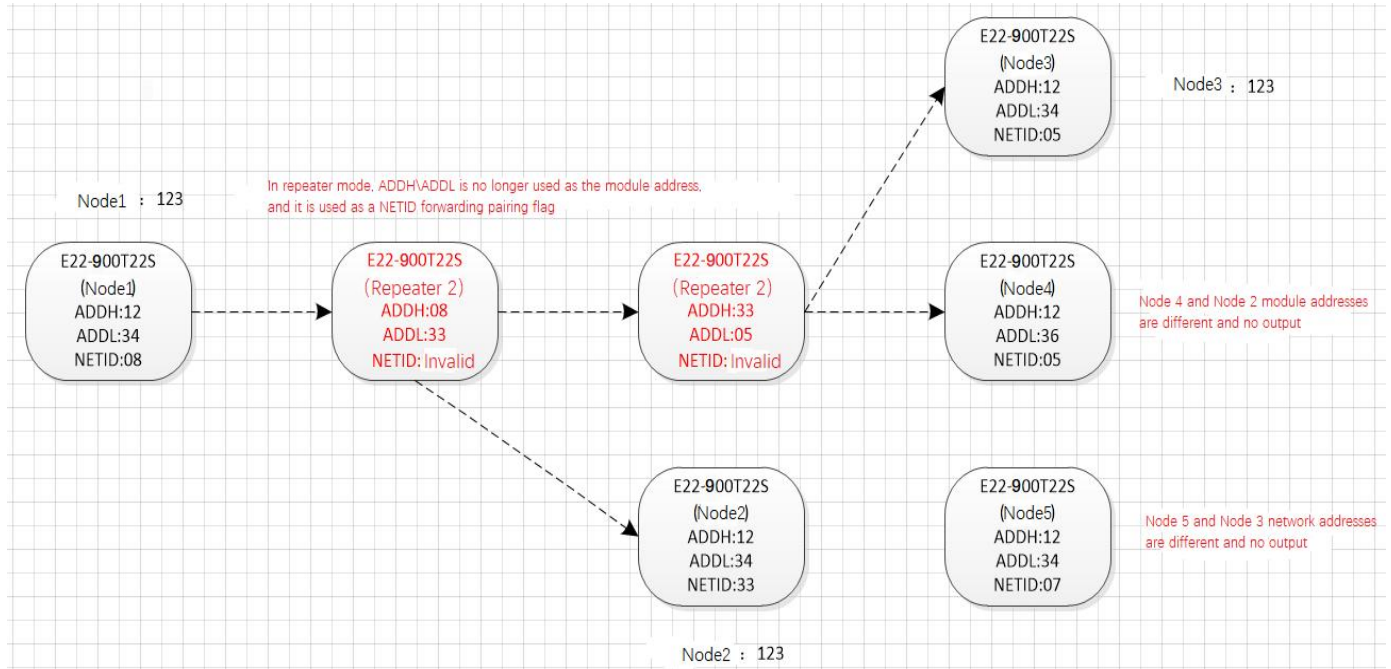 E22-900T22S
(Node3)
ADDH:12
ADDL:34
NETID:05
Node3 : 123
Node1 : 123
In repeater mode, ADDH\ADDL is no longer used as the module address,
and it is used as a NETID forwarding pairing flag
E22-900T22S
(Node1)
ADDH:12
ADDL:34
NETID:08
E22-900T22S
(Repeater 2)
ADDH:08
ADDL:33
NETID: Invalid
E22-900T22S
(Repeater 2)
ADDH:33
ADDL:05
NETID: Invalid
E22-900T22S
(Node4)
ADDH:12
ADDL:36
NETID:05
Node 4 and Node 2 module addresses
are different and no output
E22-900T22S
(Node2)
ADDH:12
ADDL:34
NETID:33
E22-900T22S
(Node5)
ADDH:12
ADDL:34
NETID:07
Node 5 and Node 3 network addresses
are different and no output
Node2 : 123